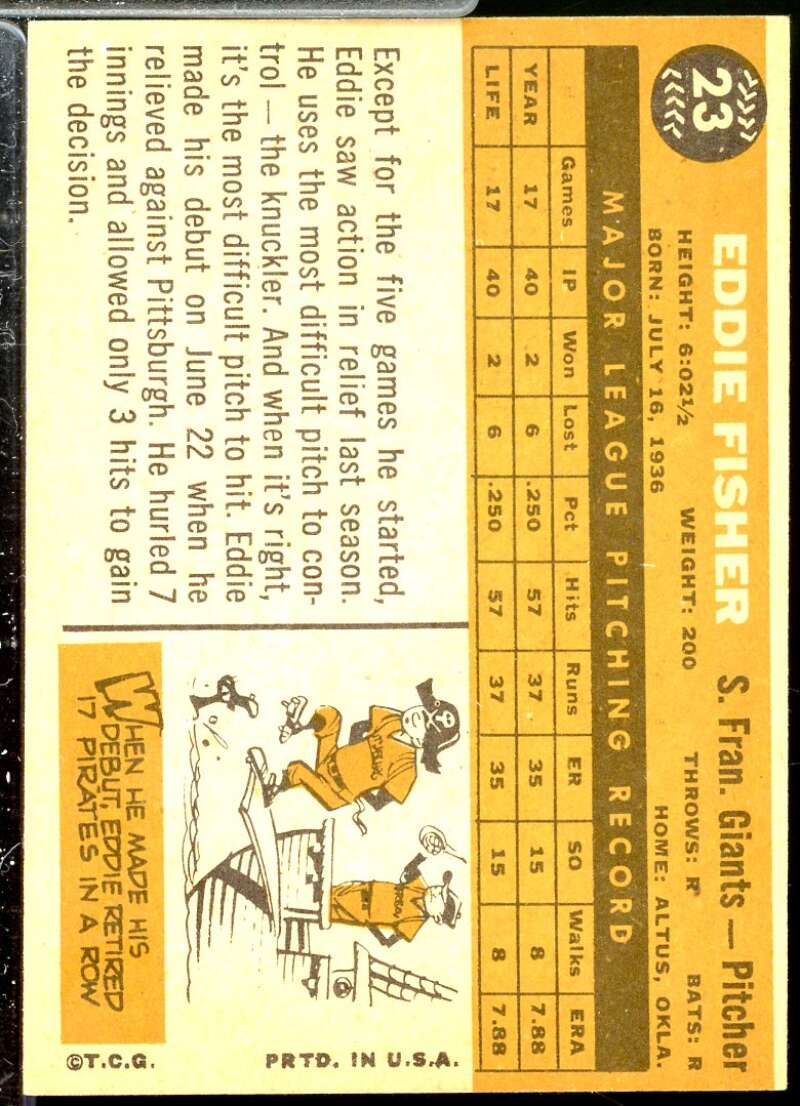 23
EDDIE FISHER S. Fran. Giants — Pitcher
HEIGHT: 6:02½ WEIGHT: 200 THROWS: R BATS: R
BORN: JULY 16, 1936 HOME: ALTUS, OKLA.
MAJOR LEAGUE PITCHING RECORD
Games IP Won Lost Pct Hits Runs ER SO Walks ERA
YEAR 17 40 2 6 .250 57 37 35 15 8 7.88
LIFE 17 40 2 6 .250 57 37 35 15 8 7.88
Except for the five games he started,
Eddie saw action in relief last season.
He uses the most difficult pitch to con-
trol — the knuckler. And when it's right,
it's the most difficult pitch to hit. Eddie
made his debut on June 22 when he
relieved against Pittsburgh. He hurled 7
innings and allowed only 3 hits to gain
the decision.
WHEN HE MADE HIS
DEBUT, EDDIE RETIRED
17 PIRATES IN A ROW
©T.C.G. PRTD. IN U.S.A.